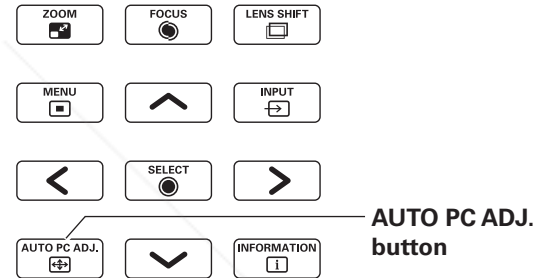 ZOOM
FOCUS
LENS SHIFT
MENU
INPUT
SELECT
AUTO PC ADJ.
button
AUTO PC ADJ.
INFORMATION
i